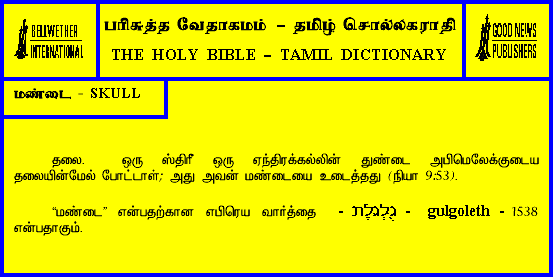 BELLWETHER
INTERNATIONAL
பரிசுத்த வேதாகமம் – தமிழ் சொல்லகராதி
THE HOLY BIBLE – TAMIL DICTIONARY
GOOD NEWS
PUBLISHERS
மண்டை - SKULL
தலை. ஒரு ஸ்திரீ ஒரு ஏந்திரக்கல்லின் துண்டை அபிமெலேக்குடைய
தலையின்மேல் போட்டாள்; அது அவன் மண்டையை உடைத்தது (நியா 9:53).
“மண்டை” என்பதற்கான எபிரெய வார்த்தை - גֻּלְגֹּלֶת - gulgoleth - 1538
என்பதாகும்.